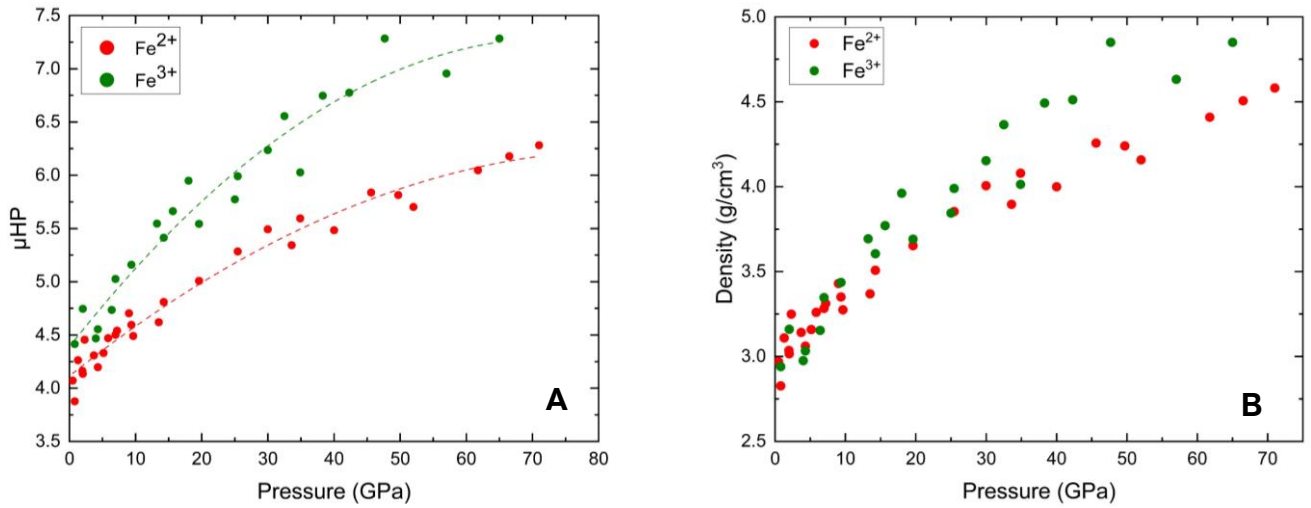 7.5
7.0
6.5
6.0
5.5
5.0
4.5
4.0
3.5
µHP
Fe2+
Fe3+
A
0 10 20 30 40 50 60 70 80
Pressure (GPa)
5.0
4.5
4.0
3.5
3.0
2.5
Density (g/cm3)
Fe2+
Fe3+
B
0 10 20 30 40 50 60 70
Pressure (GPa)